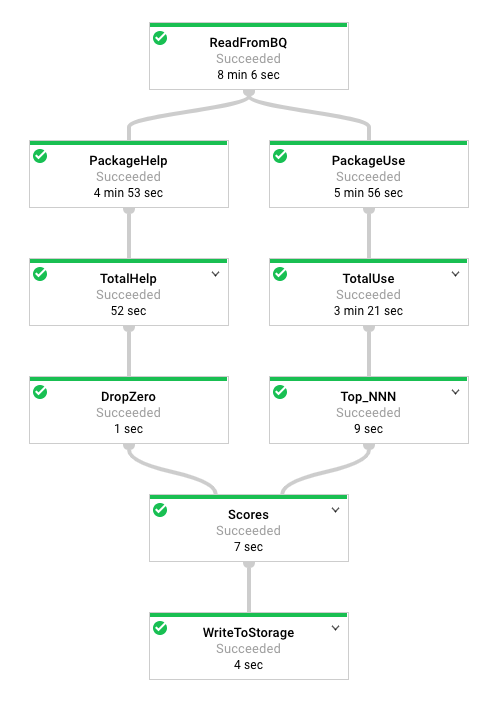 ReadFromBQ
Succeeded
8 min 6 sec
PackageHelp
Succeeded
4 min 53 sec
PackageUse
Succeeded
5 min 56 sec
TotalHelp
Succeeded
52 sec
TotalUse
Succeeded
3 min 21 sec
DropZero
Succeeded
1 sec
Top_NNN
Succeeded
9 sec
Scores
Succeeded
7 sec
WriteToStorage
Succeeded
4 sec